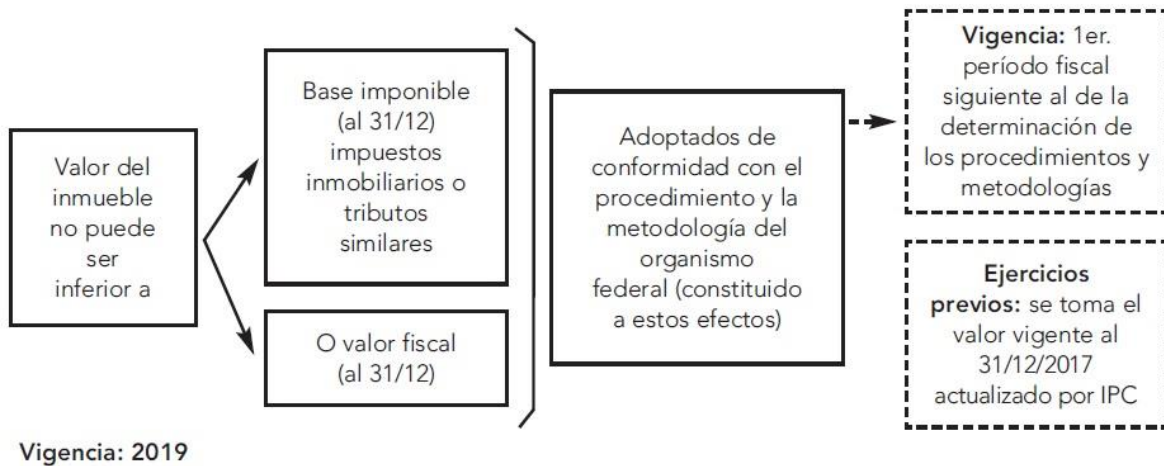 Valor del
inmueble
no puede
ser
inferior a
Base imponible
(al 31/12)
impuestos
inmobiliarios o
tributos
similares
O valor fiscal
(al 31/12)
Adoptados de
conformidad con el
procedimiento y la
metodología del
organismo
federal (constituido
a estos efectos)
Vigencia: 1er.
período fiscal
siguiente al de la
determinación de
los procedimientos y
metodologías
Ejercicios
previos: se toma el
valor vigente al
31/12/2017
actualizado por IPC
Vigencia: 2019